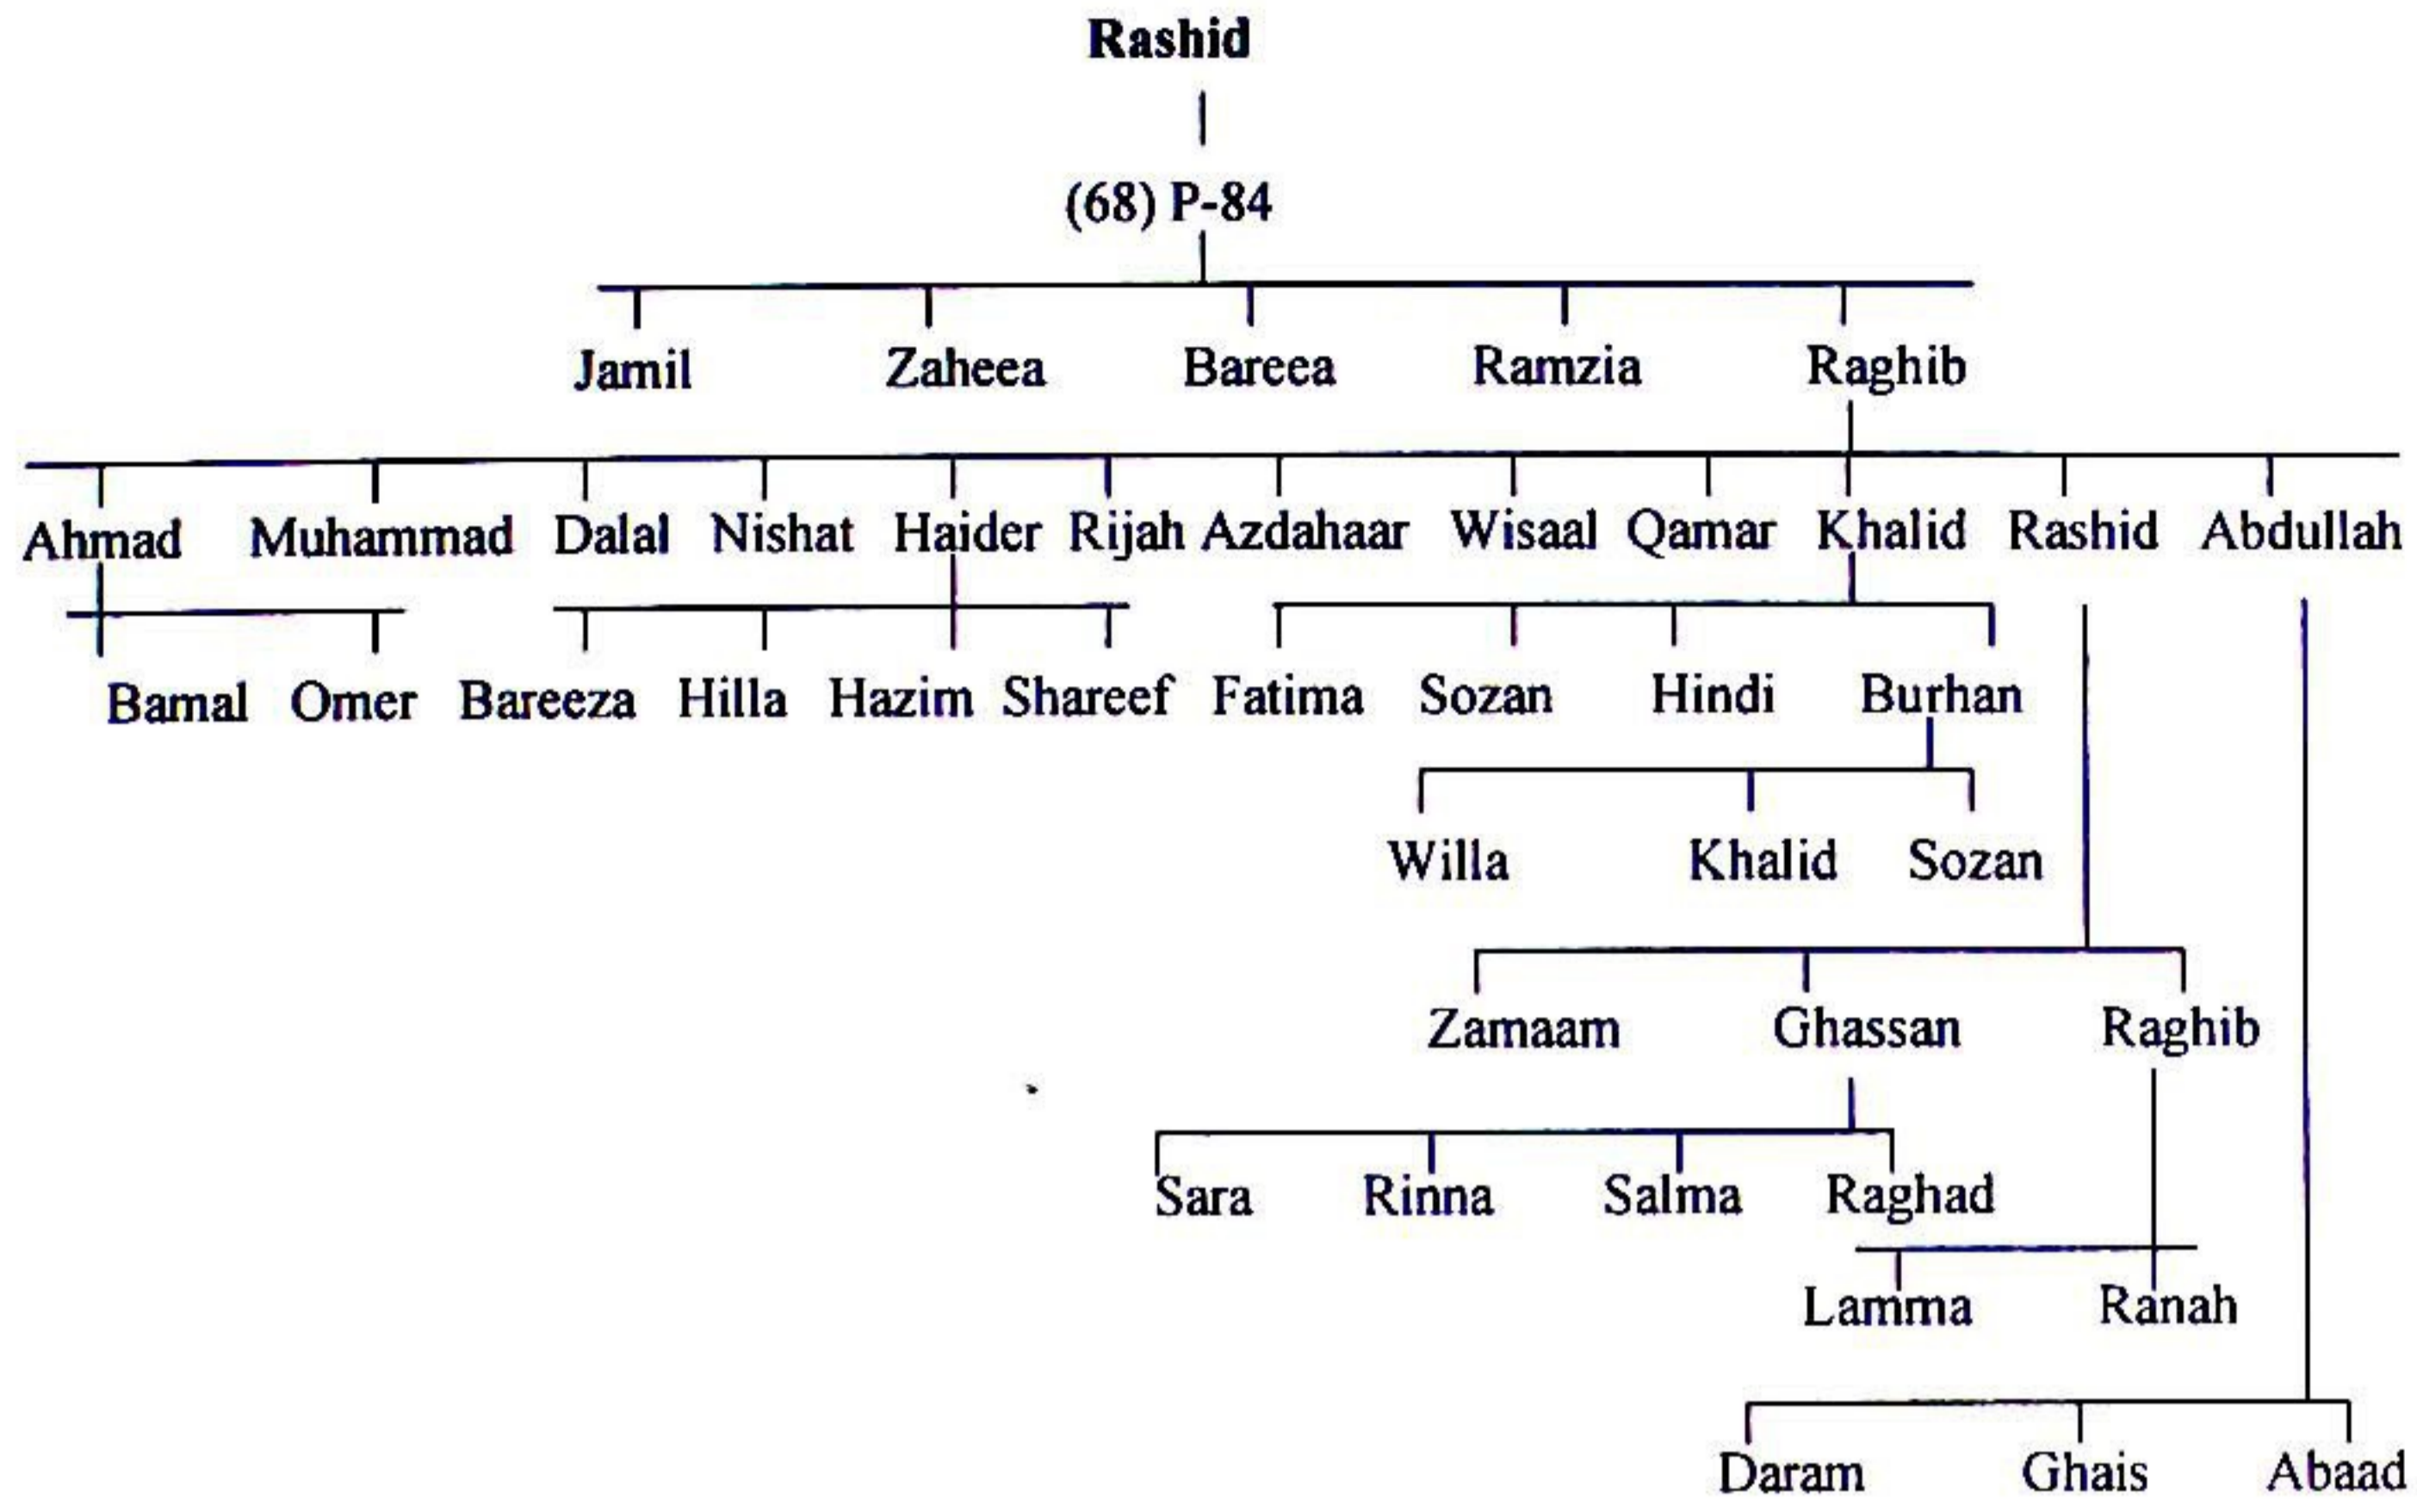 Rashid
(68) P-84
Jamil Zaheea Bareea Ramzia Raghib
Ahmad Muhammad Dalal Nishat Haider Rijah Azdahaar Wisaal Qamar Khalid Rashid Abdullah
Bamal Omer Bareeza Hilla Hazim Shareef Fatima Sozan Hindi Burhan
Willa Khalid Sozan
Zamaam Ghassan Raghib
Sara Rinna Salma Raghad
Lamma Ranah
Daram Ghais Abaad